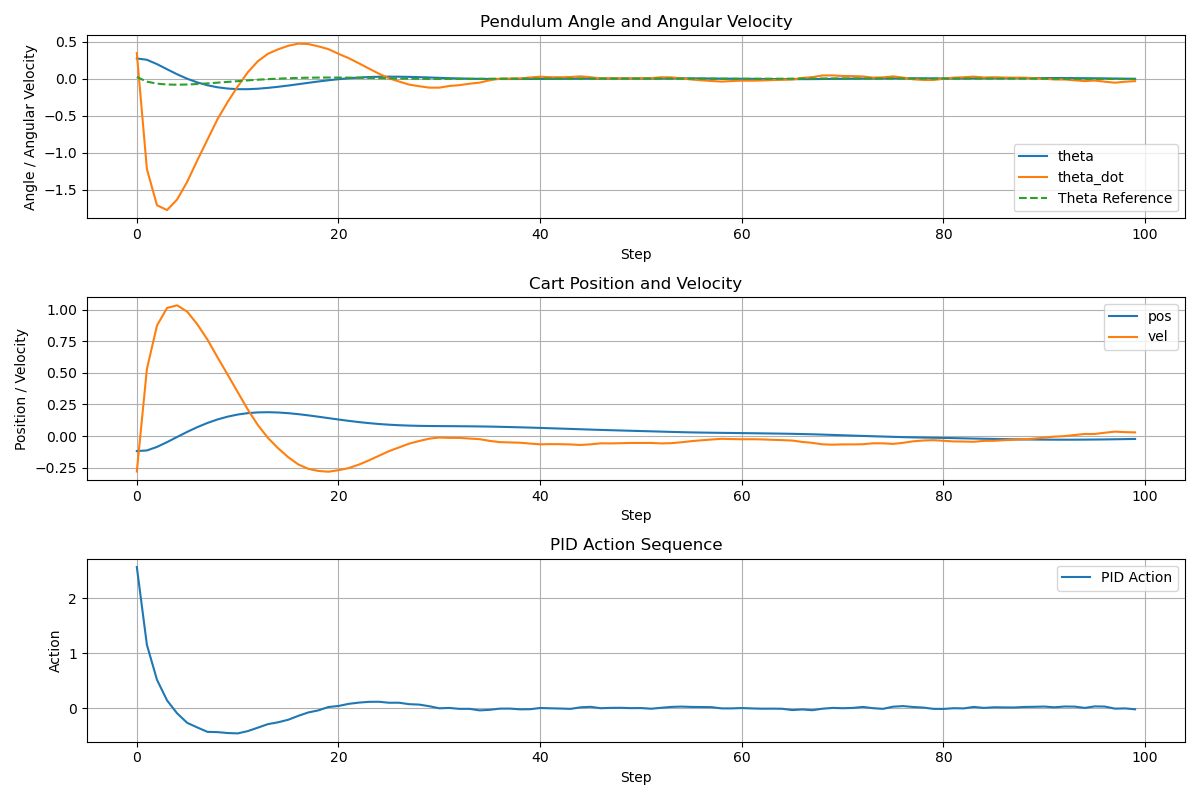 Pendulum Angle and Angular Velocity
Angle / Angular Velocity
0.5
0.0
−0.5
−1.0
−1.5
theta
theta_dot
Theta Reference
0 20 40 60 80 100
Step
Cart Position and Velocity
Position / Velocity
1.00
0.75
0.50
0.25
0.00
−0.25
pos
vel
0 20 40 60 80 100
Step
PID Action Sequence
Action
2
1
0
PID Action
0 20 40 60 80 100
Step